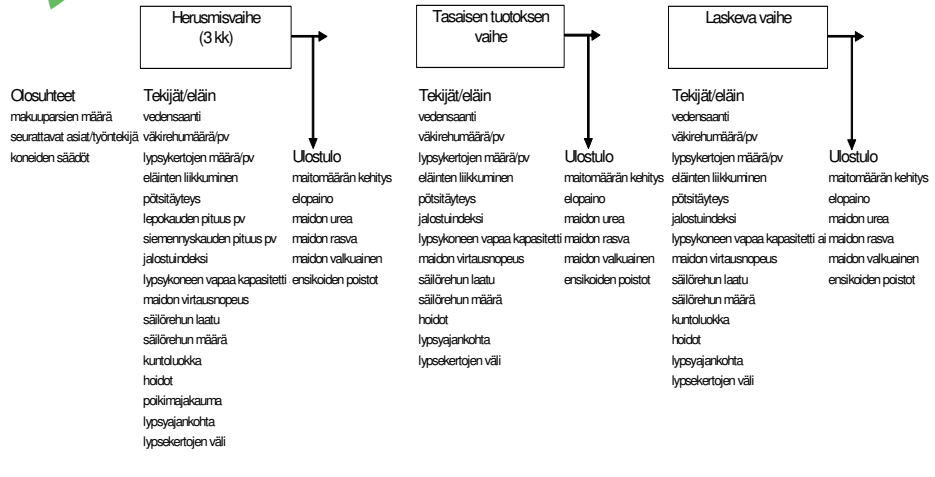 Herusmisvaihe
(3 kk)
Tasaisen tuotoksen
vaihe
Laskeva vaihe
Olosuhteet
makuuparsien määrä
seurattavat asiat/työntekijä
koneiden säädöt
Tekijät/eläin
vedensaanti
väkirehumäärä/pv
lypsykertojen määrä/pv
eläinten liikkuminen
pötsitäyteys
lepokauden pituus pv
siemennyskauden pituus pv
jalostuindeksi
lypsykoneen vapaa kapasitetti
maidon virtausnopeus
säilörehun laatu
säilörehun määrä
kuntoluokka
hoidot
poikimajakauma
lypsyajankohta
lypsekertojen väli
Ulostulo
maitomäärän kehitys
elopaino
maidon urea
maidon rasva
maidon valkuainen
ensikoiden poistot
Tekijät/eläin
vedensaanti
väkirehumäärä/pv
lypsykertojen määrä/pv
eläinten liikkuminen
pötsitäyteys
jalostuindeksi
lypsykoneen vapaa kapasitetti
maidon virtausnopeus
säilörehun laatu
säilörehun määrä
hoidot
lypsyajankohta
lypsekertojen väli
Ulostulo
maitomäärän kehitys
elopaino
maidon urea
maidon rasva
maidon valkuainen
ensikoiden poistot
Tekijät/eläin
vedensaanti
väkirehumäärä/pv
lypsykertojen määrä/pv
eläinten liikkuminen
pötsitäyteys
jalostuindeksi
lypsykoneen vapaa kapasitetti ai
maidon virtausnopeus
säilörehun laatu
säilörehun määrä
kuntoluokka
hoidot
lypsyajankohta
lypsekertojen väli
Ulostulo
maitomäärän kehitys
elopaino
maidon urea
maidon rasva
maidon valkuainen
ensikoiden poistot